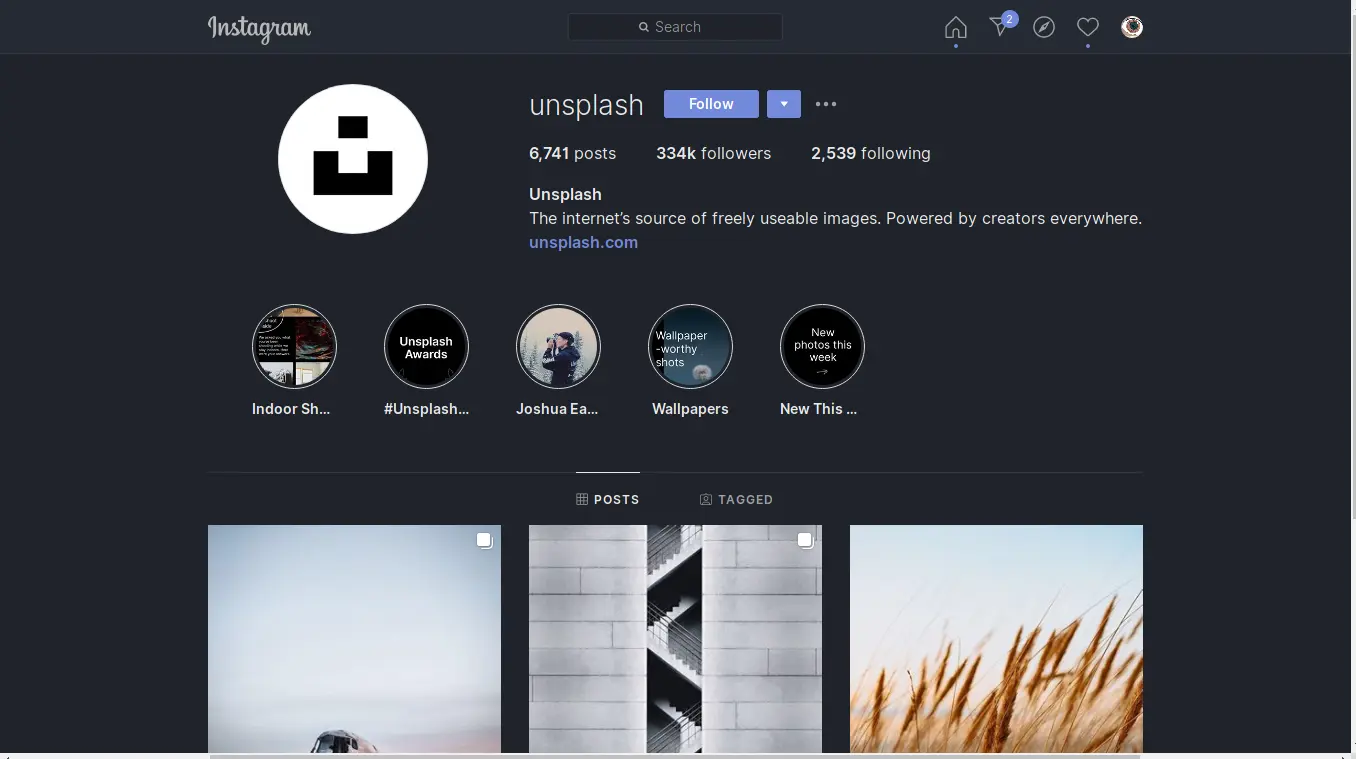 Instagram
Search
2
unsplash
Follow
6,741 posts 334k followers 2,539 following
Unsplash
The internet’s source of freely useable images. Powered by creators everywhere.
unsplash.com
Unsplash
Awards
Wallpaper
-worthy
shots
New
photos this
week
Indoor Sh...
#Unsplash...
Joshua Ea...
Wallpapers
New This ...
POSTS
TAGGED